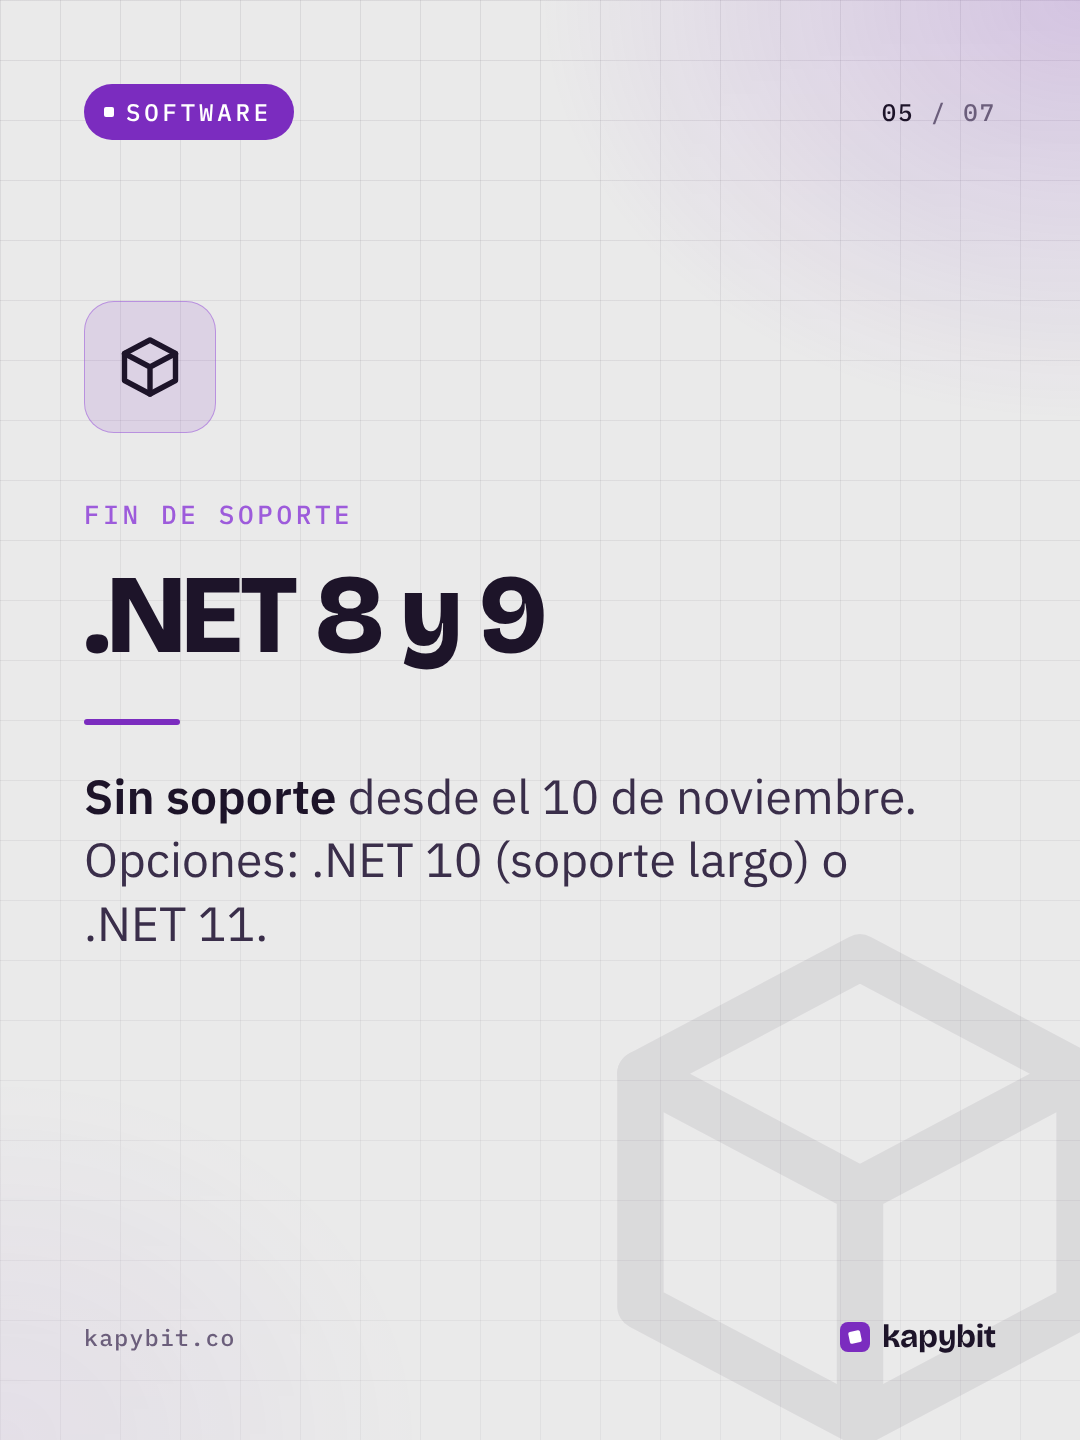 SOFTWARE
05 / 07
FIN DE SOPORTE
.NET 8 y 9
Sin soporte desde el 10 de noviembre.
Opciones: .NET 10 (soporte largo) o
.NET 11.
kapybit.co
kapybit